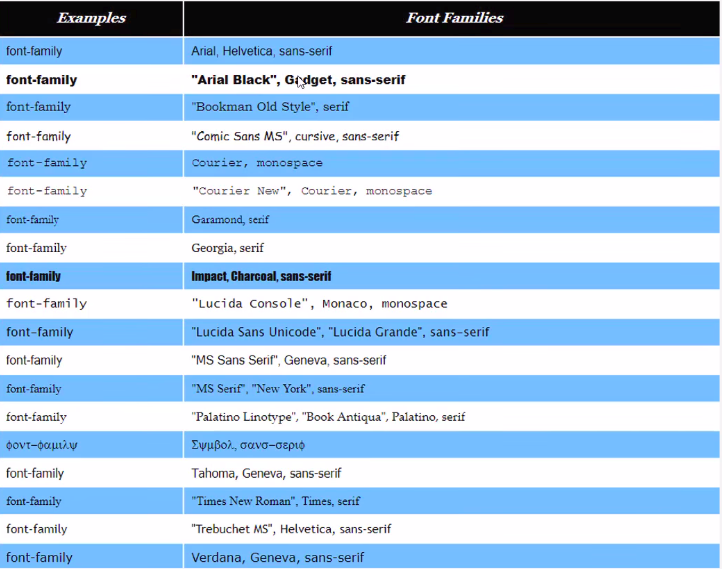 Examples Font Families
font-family Arial, Helvetica, sans-serif
font-family "Arial Black", Gadget, sans-serif
font-family "Bookman Old Style", serif
font-family "Comic Sans MS", cursive, sans-serif
font-family Courier, monospace
font-family "Courier New", Courier, monospace
font-family Garamond, serif
font-family Georgia, serif
font-family Impact, Charcoal, sans-serif
font-family "Lucida Console", Monaco, monospace
font-family "Lucida Sans Unicode", "Lucida Grande", sans-serif
font-family "MS Sans Serif", Geneva, sans-serif
font-family "MS Serif", "New York", sans-serif
font-family "Palatino Linotype", "Book Antiqua", Palatino, serif
φοντ−φαμιλψ Σψμβολ, σανσ−σεριφ
font-family Tahoma, Geneva, sans-serif
font-family "Times New Roman", Times, serif
font-family "Trebuchet MS", Helvetica, sans-serif
font-family Verdana, Geneva, sans-serif